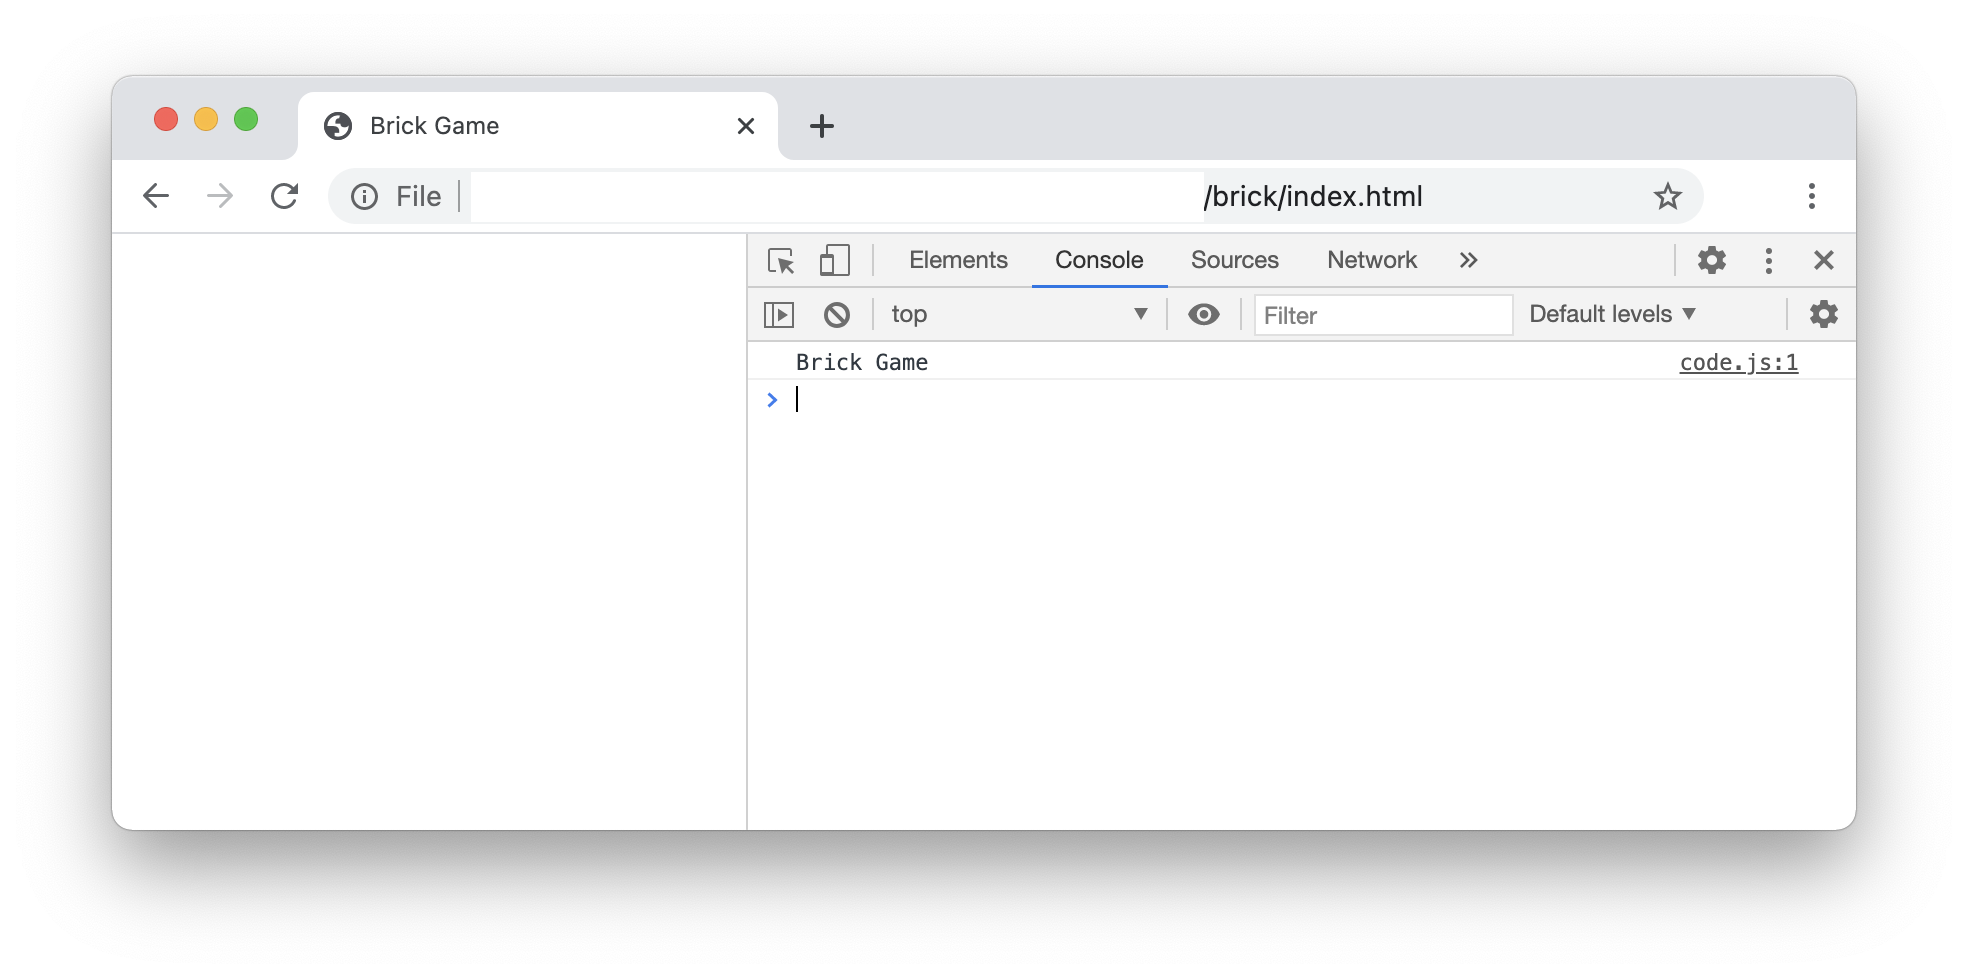 Brick Game
File /brick/index.html
Elements Console Sources Network
top Filter Default levels
Brick Game code.js:1